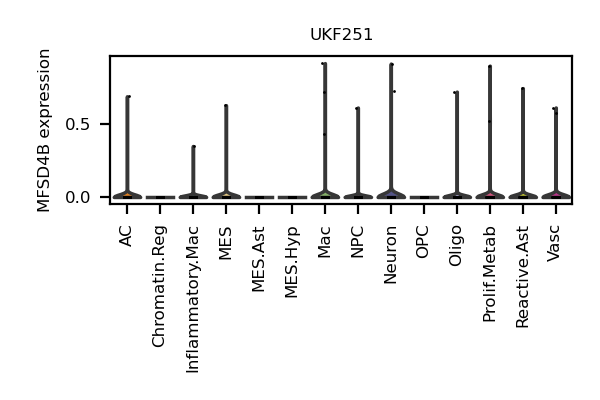 UKF251
MFSD4B expression
0.5
0.0
AC
Chromatin.Reg
Inflammatory.Mac
MES
MES.Ast
MES.Hyp
Mac
NPC
Neuron
OPC
Oligo
Prolif.Metab
Reactive.Ast
Vasc